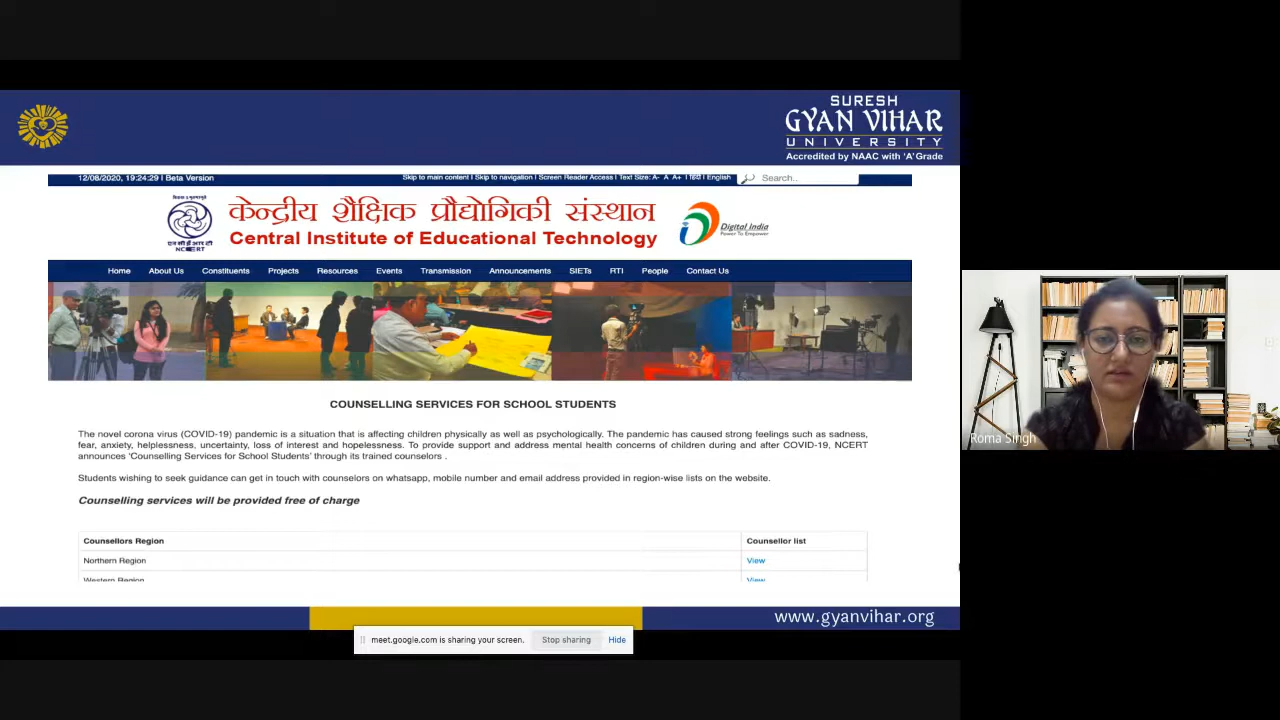 SURESH
GYAN VIHAR
UNIVERSITY
Accredited by NAAC with 'A' Grade
12/08/2020, 19:24:29 | Beta Version
Skip to main content | Skip to navigation | Screen Reader Access | Text Size: A- A A+ | हिंदी | English
Search..
केन्द्रीय शैक्षिक प्रौद्योगिकी संस्थान
Central Institute of Educational Technology
एन सी ई आर टी
NCERT
Digital India
Power To Empower
Home About Us Constituents Projects Resources Events Transmission Announcements SIETs RTI People Contact Us
COUNSELLING SERVICES FOR SCHOOL STUDENTS
The novel corona virus (COVID-19) pandemic is a situation that is affecting children physically as well as psychologically. The pandemic has caused strong feelings such as sadness,
fear, anxiety, helplessness, uncertainty, loss of interest and hopelessness. To provide support and address mental health concerns of children during and after COVID-19, NCERT
announces 'Counselling Services for School Students' through its trained counselors .
Students wishing to seek guidance can get in touch with counselors on whatsapp, mobile number and email address provided in region-wise lists on the website.
Counselling services will be provided free of charge
Counsellors Region Counsellor list
Northern Region View
Western Region View
Roma Singh
www.gyanvihar.org
meet.google.com is sharing your screen. Stop sharing Hide